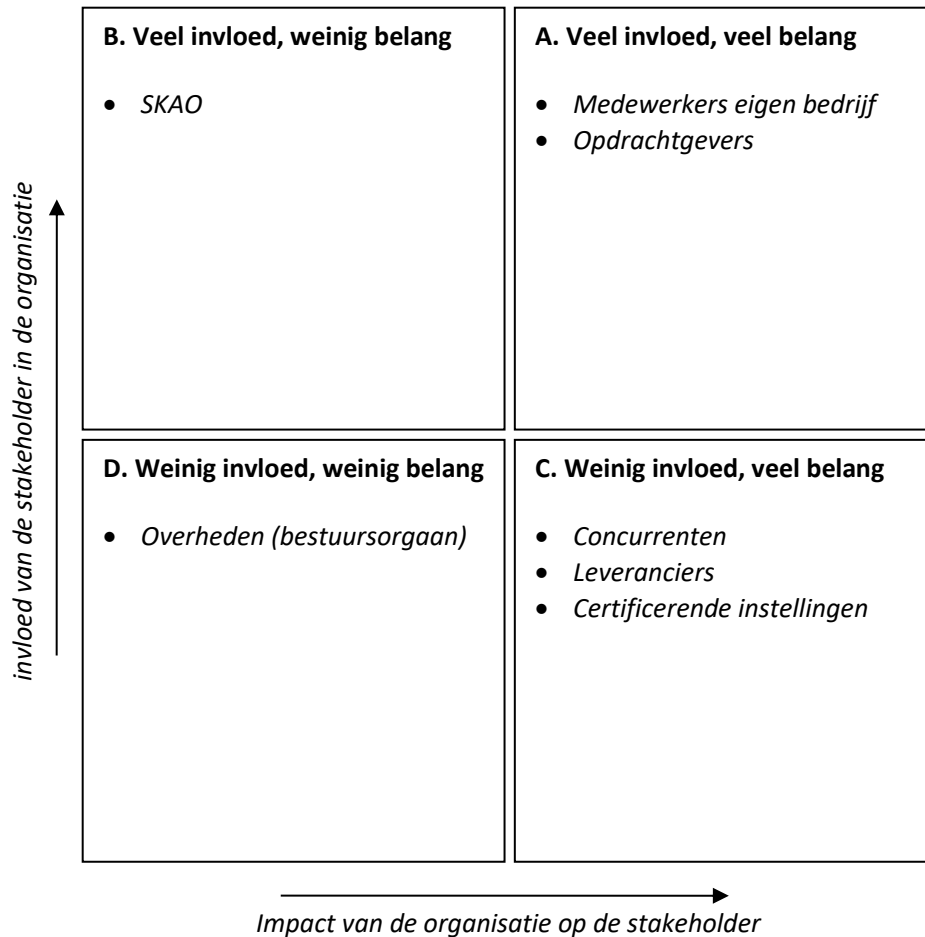 B. Veel invloed, weinig belang
• SKAO
A. Veel invloed, veel belang
• Medewerkers eigen bedrijf
• Opdrachtgevers
invloed van de stakeholder in de organisatie
D. Weinig invloed, weinig belang
• Overheden (bestuursorgaan)
C. Weinig invloed, veel belang
• Concurrenten
• Leveranciers
• Certificerende instellingen
Impact van de organisatie op de stakeholder